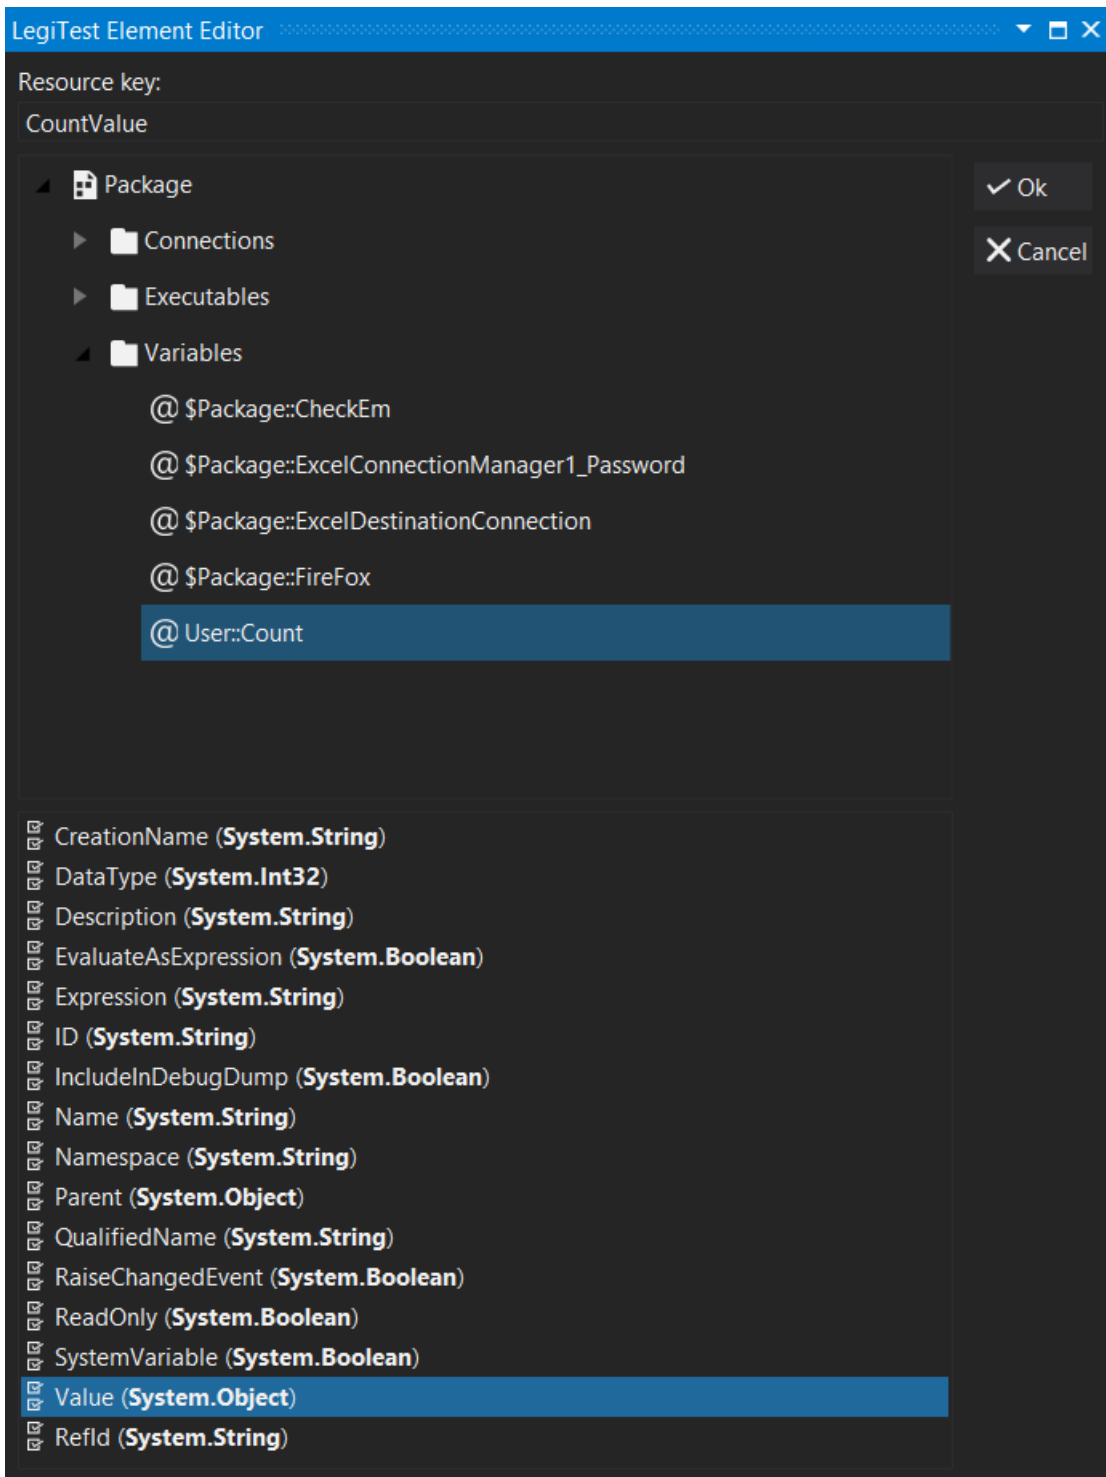 LegiTest Element Editor
Resource key:
CountValue
Package
Connections
Executables
Variables
@ $Package::CheckEm
@ $Package::ExcelConnectionManager1_Password
@ $Package::ExcelDestinationConnection
@ $Package::FireFox
@ User::Count
Ok
Cancel
CreationName (System.String)
DataType (System.Int32)
Description (System.String)
EvaluateAsExpression (System.Boolean)
Expression (System.String)
ID (System.String)
IncludeInDebugDump (System.Boolean)
Name (System.String)
Namespace (System.String)
Parent (System.Object)
QualifiedName (System.String)
RaiseChangedEvent (System.Boolean)
ReadOnly (System.Boolean)
SystemVariable (System.Boolean)
Value (System.Object)
RefId (System.String)